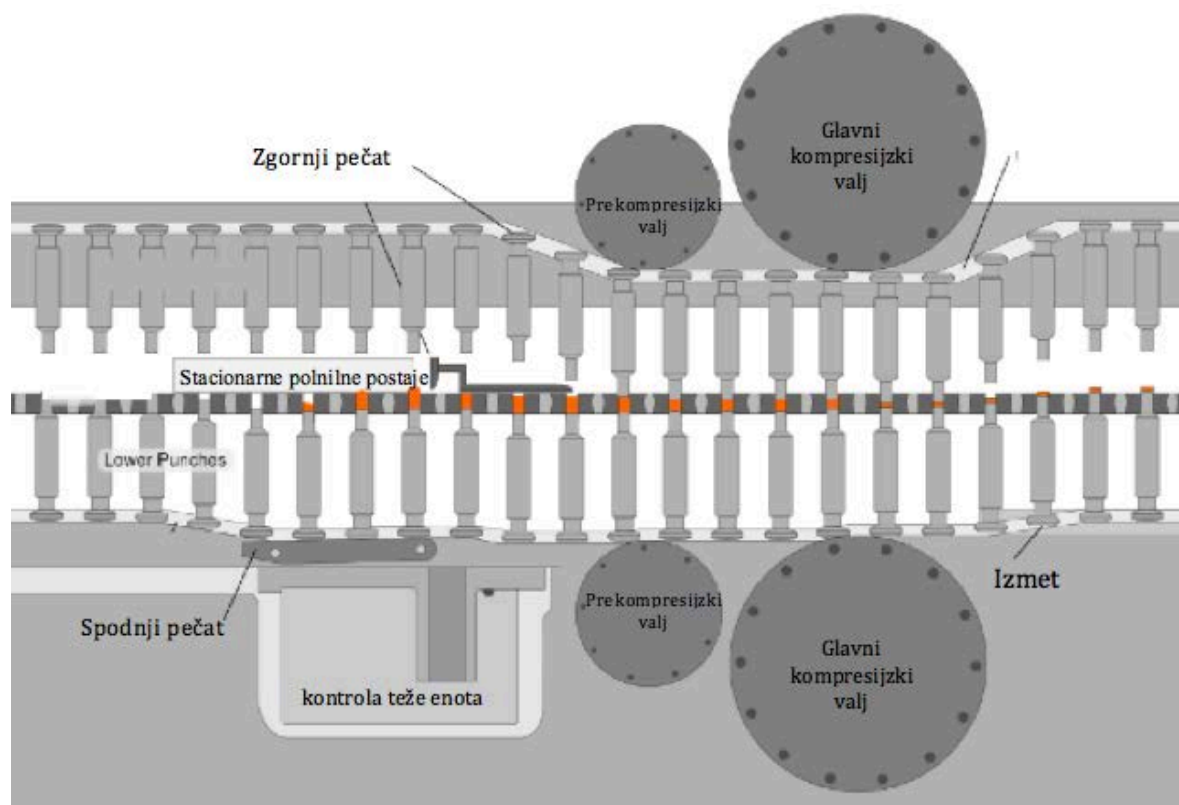 Zgornji pečat
Glavni
kompresijzki
valj
Prekompresijzki
valj
Stacionarne polnilne postaje
Lower Punches
Spodnji pečat
kontrola teže enota
Prekompresijzki
valj
Glavni
kompresijzki
valj
Izmet